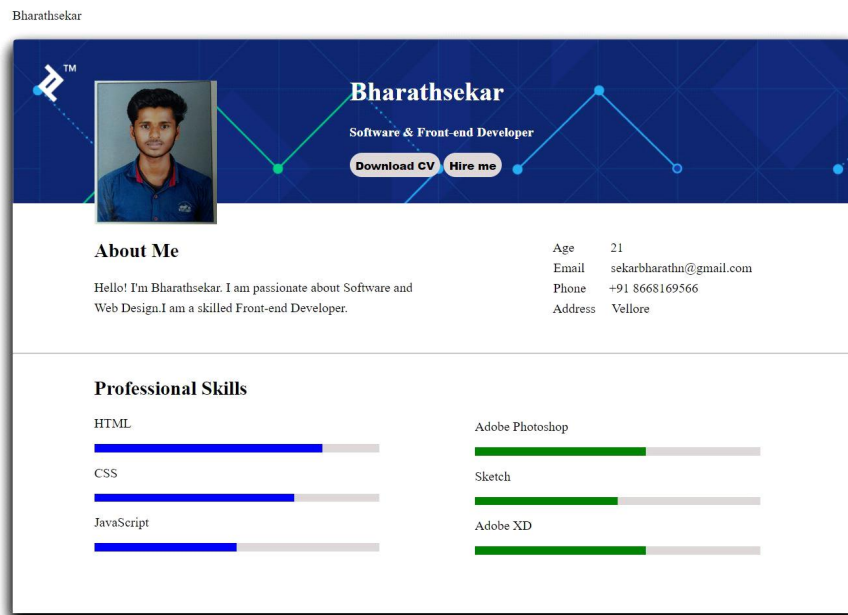 Bharathsekar
TM
Bharathsekar
Software & Front-end Developer
Download CV Hire me
About Me
Hello! I'm Bharathsekar. I am passionate about Software and
Web Design.I am a skilled Front-end Developer.
Age 21
Email sekarbharathn@gmail.com
Phone +91 8668169566
Address Vellore
Professional Skills
HTML
CSS
JavaScript
Adobe Photoshop
Sketch
Adobe XD